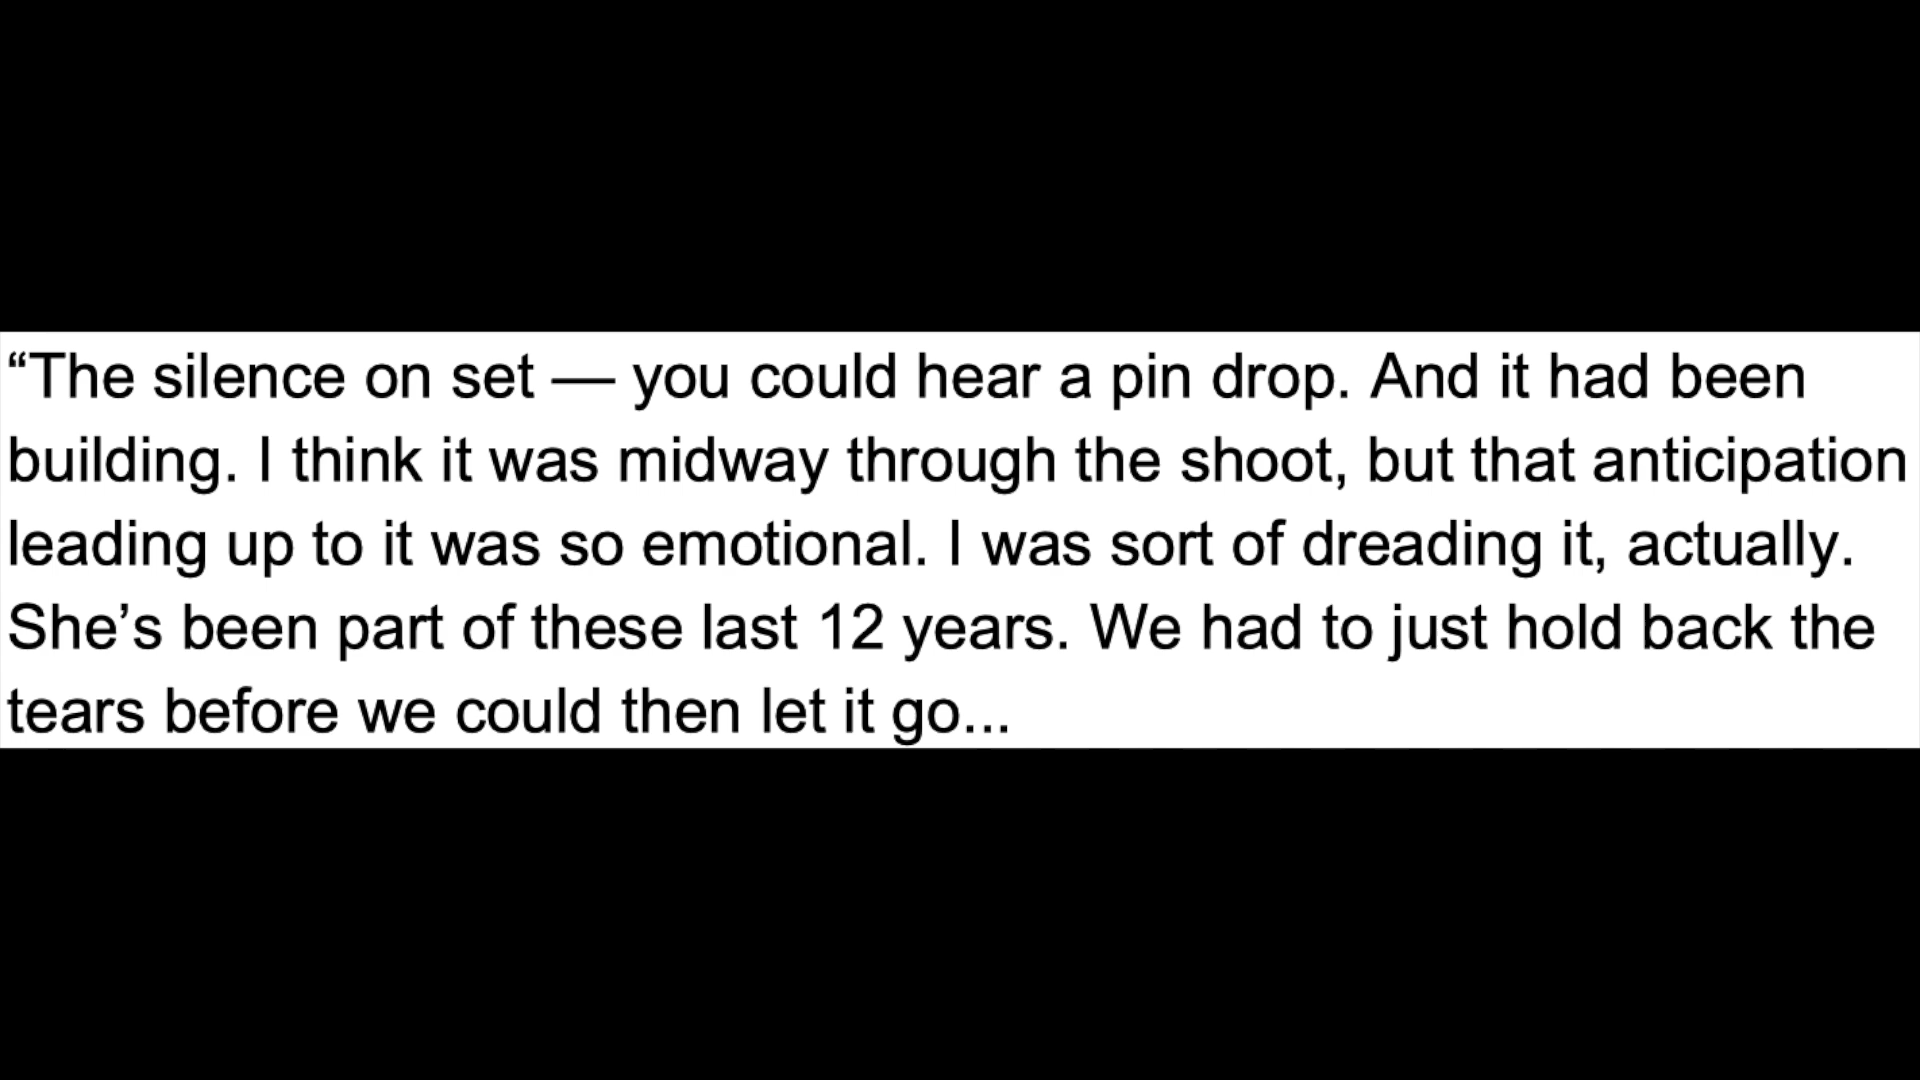 “The silence on set — you could hear a pin drop. And it had been
building. I think it was midway through the shoot, but that anticipation
leading up to it was so emotional. I was sort of dreading it, actually.
She’s been part of these last 12 years. We had to just hold back the
tears before we could then let it go...